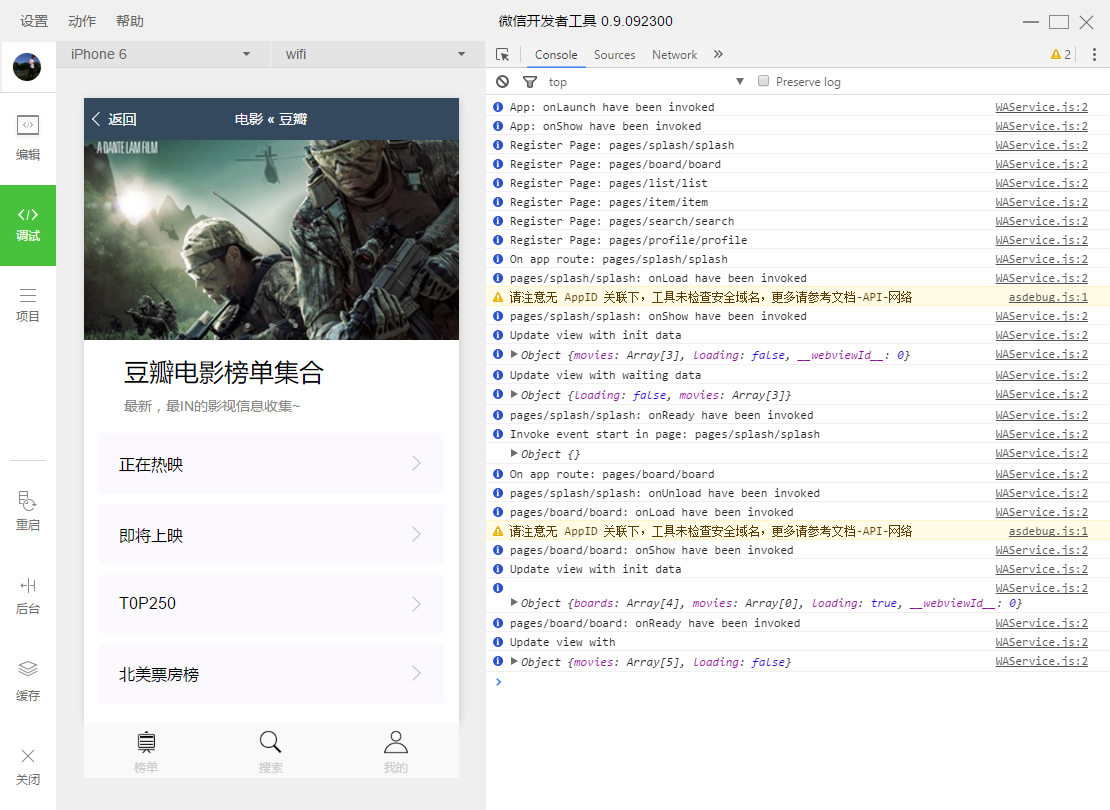 设置 动作 帮助
微信开发者工具 0.9.092300
iPhone 6
wifi
编辑
调试
项目
重启
后台
缓存
关闭
返回
电影 « 豆瓣
A DANTE LAM FILM
豆瓣电影榜单集合
最新，最IN的影视信息收集~
正在热映
即将上映
T0P250
北美票房榜
榜单 搜索 我的
Console Sources Network » 2
top Preserve log
App: onLaunch have been invoked WAService.js:2
App: onShow have been invoked WAService.js:2
Register Page: pages/splash/splash WAService.js:2
Register Page: pages/board/board WAService.js:2
Register Page: pages/list/list WAService.js:2
Register Page: pages/item/item WAService.js:2
Register Page: pages/search/search WAService.js:2
Register Page: pages/profile/profile WAService.js:2
On app route: pages/splash/splash WAService.js:2
pages/splash/splash: onLoad have been invoked WAService.js:2
请注意无 AppID 关联下，工具未检查安全域名，更多请参考文档-API-网络 asdebug.js:1
pages/splash/splash: onShow have been invoked WAService.js:2
Update view with init data WAService.js:2
Object {movies: Array[3], loading: false, __webviewId__: 0} WAService.js:2
Update view with waiting data WAService.js:2
Object {loading: false, movies: Array[3]} WAService.js:2
pages/splash/splash: onReady have been invoked WAService.js:2
Invoke event start in page: pages/splash/splash WAService.js:2
Object {} WAService.js:2
On app route: pages/board/board WAService.js:2
pages/splash/splash: onUnload have been invoked WAService.js:2
pages/board/board: onLoad have been invoked WAService.js:2
请注意无 AppID 关联下，工具未检查安全域名，更多请参考文档-API-网络 asdebug.js:1
pages/board/board: onShow have been invoked WAService.js:2
Update view with init data WAService.js:2
WAService.js:2
Object {boards: Array[4], movies: Array[0], loading: true, __webviewId__: 0}
pages/board/board: onReady have been invoked WAService.js:2
Update view with WAService.js:2
Object {movies: Array[5], loading: false} WAService.js:2